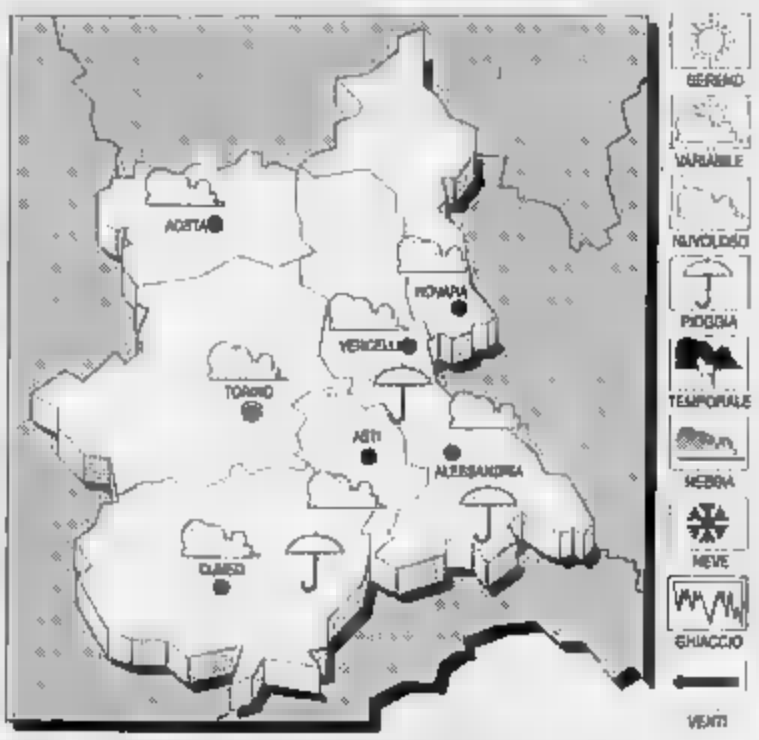 SERENO
VARIABILE
NUVOLOSO
PIOGGIA
TEMPORALE
NEBBIA
NEVE
GHIACCIO
VENTI
AOSTA
NOVARA
VERCELLI
TORINO
ASTI
ALESSANDRIA
CUNEO